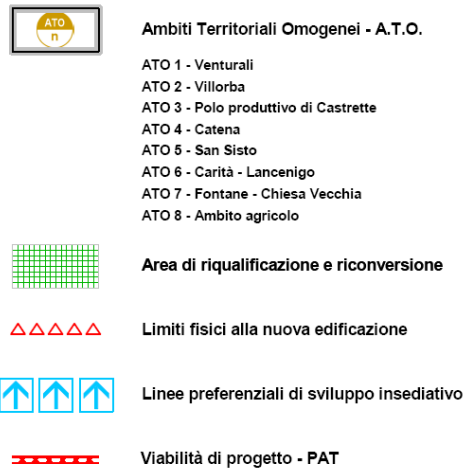 ATO
n
Ambiti Territoriali Omogenei - A.T.O.
ATO 1 - Venturali
ATO 2 - Villorba
ATO 3 - Polo produttivo di Castrette
ATO 4 - Catena
ATO 5 - San Sisto
ATO 6 - Carità - Lancenigo
ATO 7 - Fontane - Chiesa Vecchia
ATO 8 - Ambito agricolo
Area di riqualificazione e riconversione
Limiti fisici alla nuova edificazione
Linee preferenziali di sviluppo insediativo
Viabilità di progetto - PAT